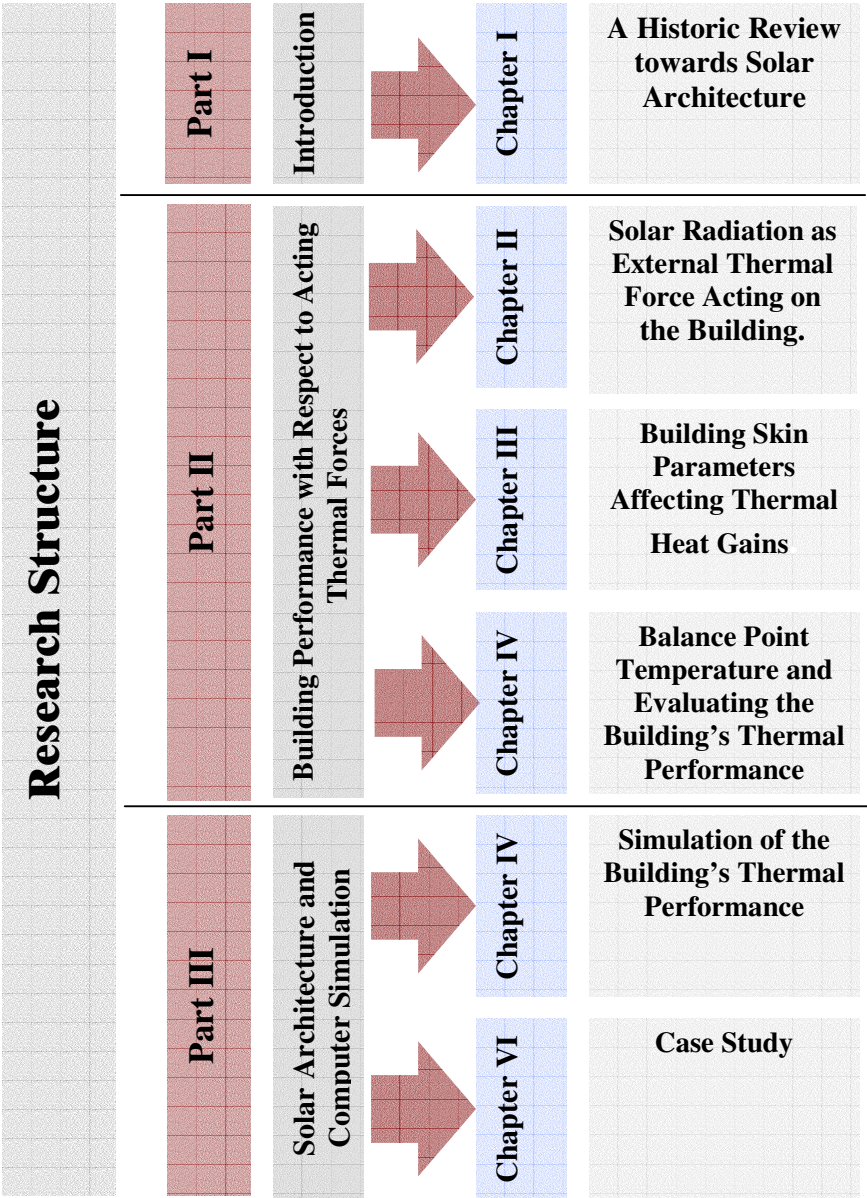 Research Structure
Part I
Introduction
Chapter I
A Historic Review
towards Solar
Architecture
Part II
Building Performance with Respect to Acting
Thermal Forces
Chapter II
Solar Radiation as
External Thermal
Force Acting on
the Building.
Chapter III
Building Skin
Parameters
Affecting Thermal
Heat Gains
Chapter IV
Balance Point
Temperature and
Evaluating the
Building’s Thermal
Performance
Part III
Solar Architecture and
Computer Simulation
Chapter IV
Simulation of the
Building’s Thermal
Performance
Chapter VI
Case Study